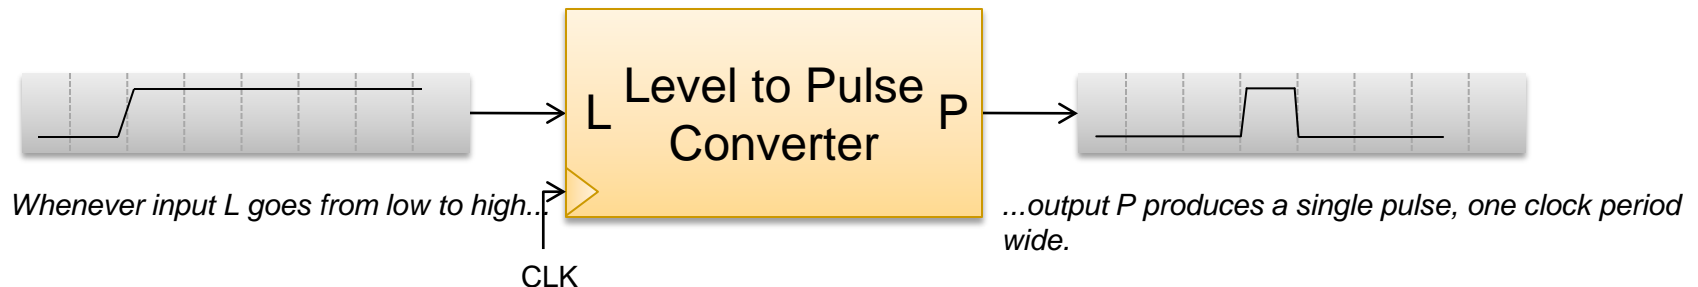 Level to Pulse
L
P
Converter
Whenever input L goes from low to high...
...output P produces a single pulse, one clock period
wide.
CLK